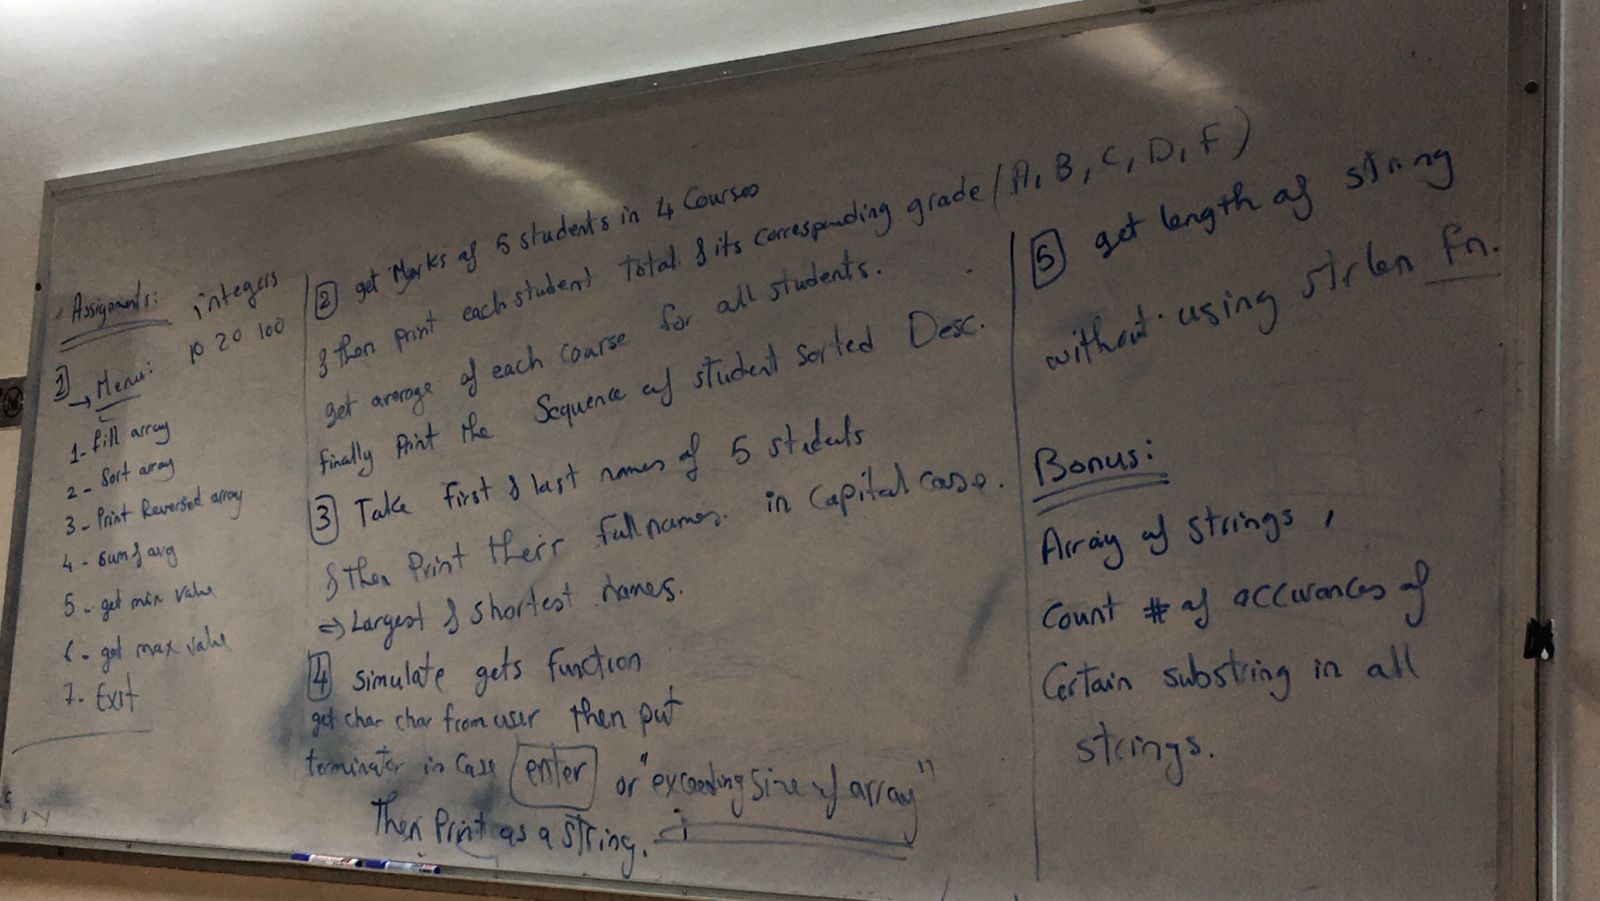 Assignments:
integers
10 20 100
1
→ Menu:
1- fill array
2- Sort array
3- Print Reversed array
4- sum & avg
5- get min value
6- get max value
7- Exit
2 get Marks of 5 students in 4 Courses
& then print each student total & its corresponding grade (A, B, C, D, F)
get average of each course for all students.
finally Print the Sequence of student sorted Desc.
3 Take first & last names of 5 students
& then Print their full names. in capital case.
⇒ Largest & shortest names.
4 simulate gets function
get char char from user then put
terminator in case enter or "exceeding size of array"
Then Print as a string.
5 get length of string
without using strlen fn.
Bonus:
Array of strings,
Count # of accurances of
Certain substring in all
strings.